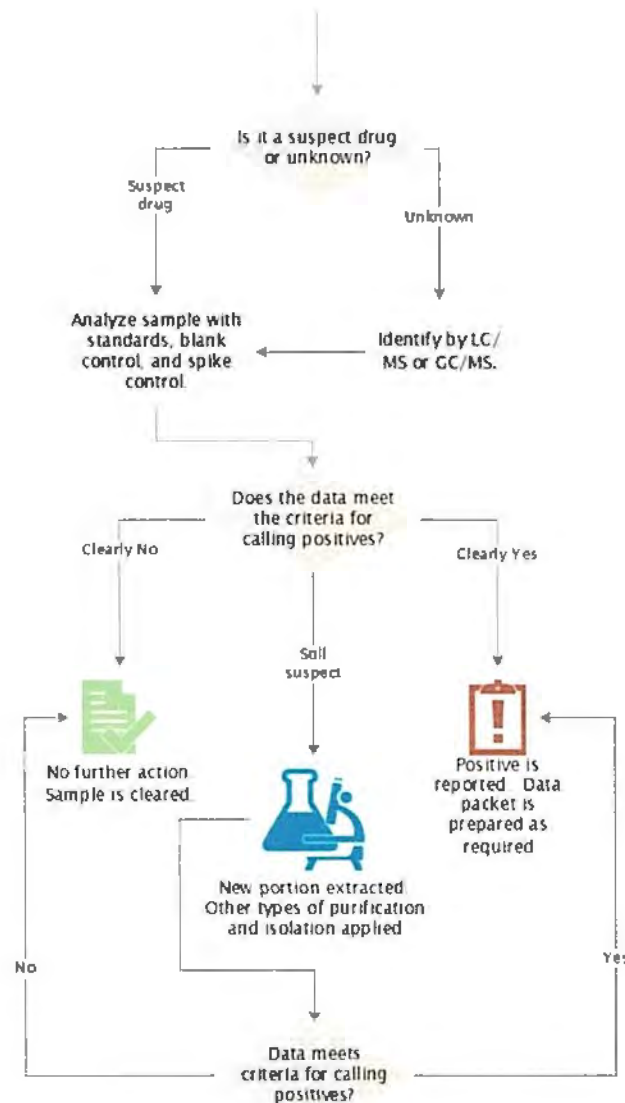 Is it a suspect drug
or unknown?
Suspect
drug
Unknown
Analyze sample with
standards, blank
control, and spike
control.
Identify by LC/
MS or GC/MS.
Does the data meet
the criteria for
calling positives?
Clearly No
Clearly Yes
Still
suspect
No further action.
Sample is cleared.
Positive is
reported. Data
packet is
prepared as
required
New portion extracted.
Other types of purification
and isolation applied
No
Yes
Data meets
criteria for calling
positives?